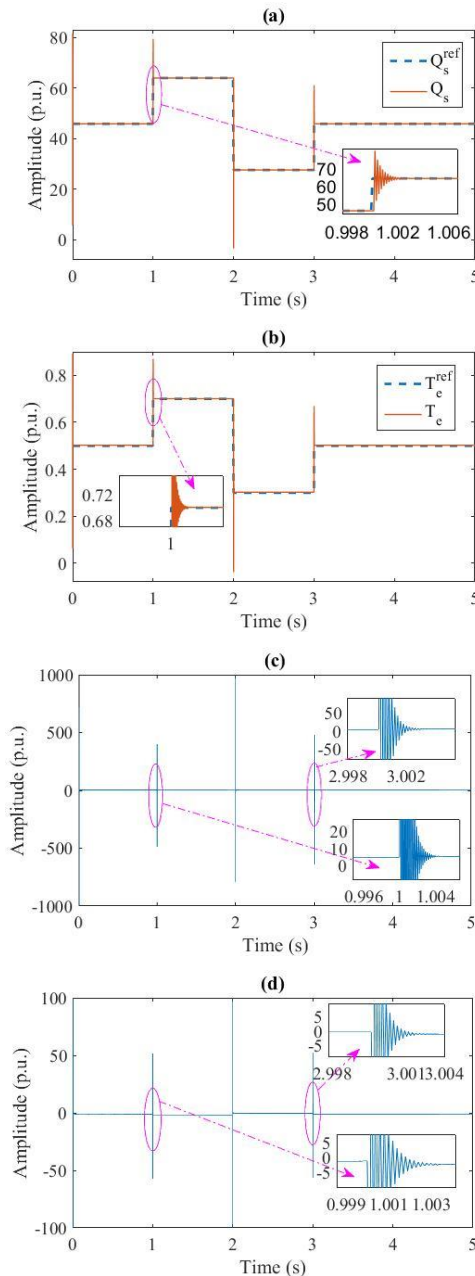 (a)
80
60
40
20
0
Amplitude (p.u.)
Q_s^ref
Q_s
70
60
50
0.998 1.002 1.006
0 1 2 3 4 5
Time (s)
(b)
0.8
0.6
0.4
0.2
0
Amplitude (p.u.)
T_e^ref
T_e
0.72
0.68
1
0 1 2 3 4 5
Time (s)
(c)
1000
500
0
-500
-1000
Amplitude (p.u.)
50
0
-50
2.998 3.002
20
10
0
0.996 1 1.004
0 1 2 3 4 5
Time (s)
(d)
100
50
0
-50
-100
Amplitude (p.u.)
5
0
-5
2.998 3.001 3.004
5
0
-5
0.999 1.001 1.003
0 1 2 3 4 5
Time (s)